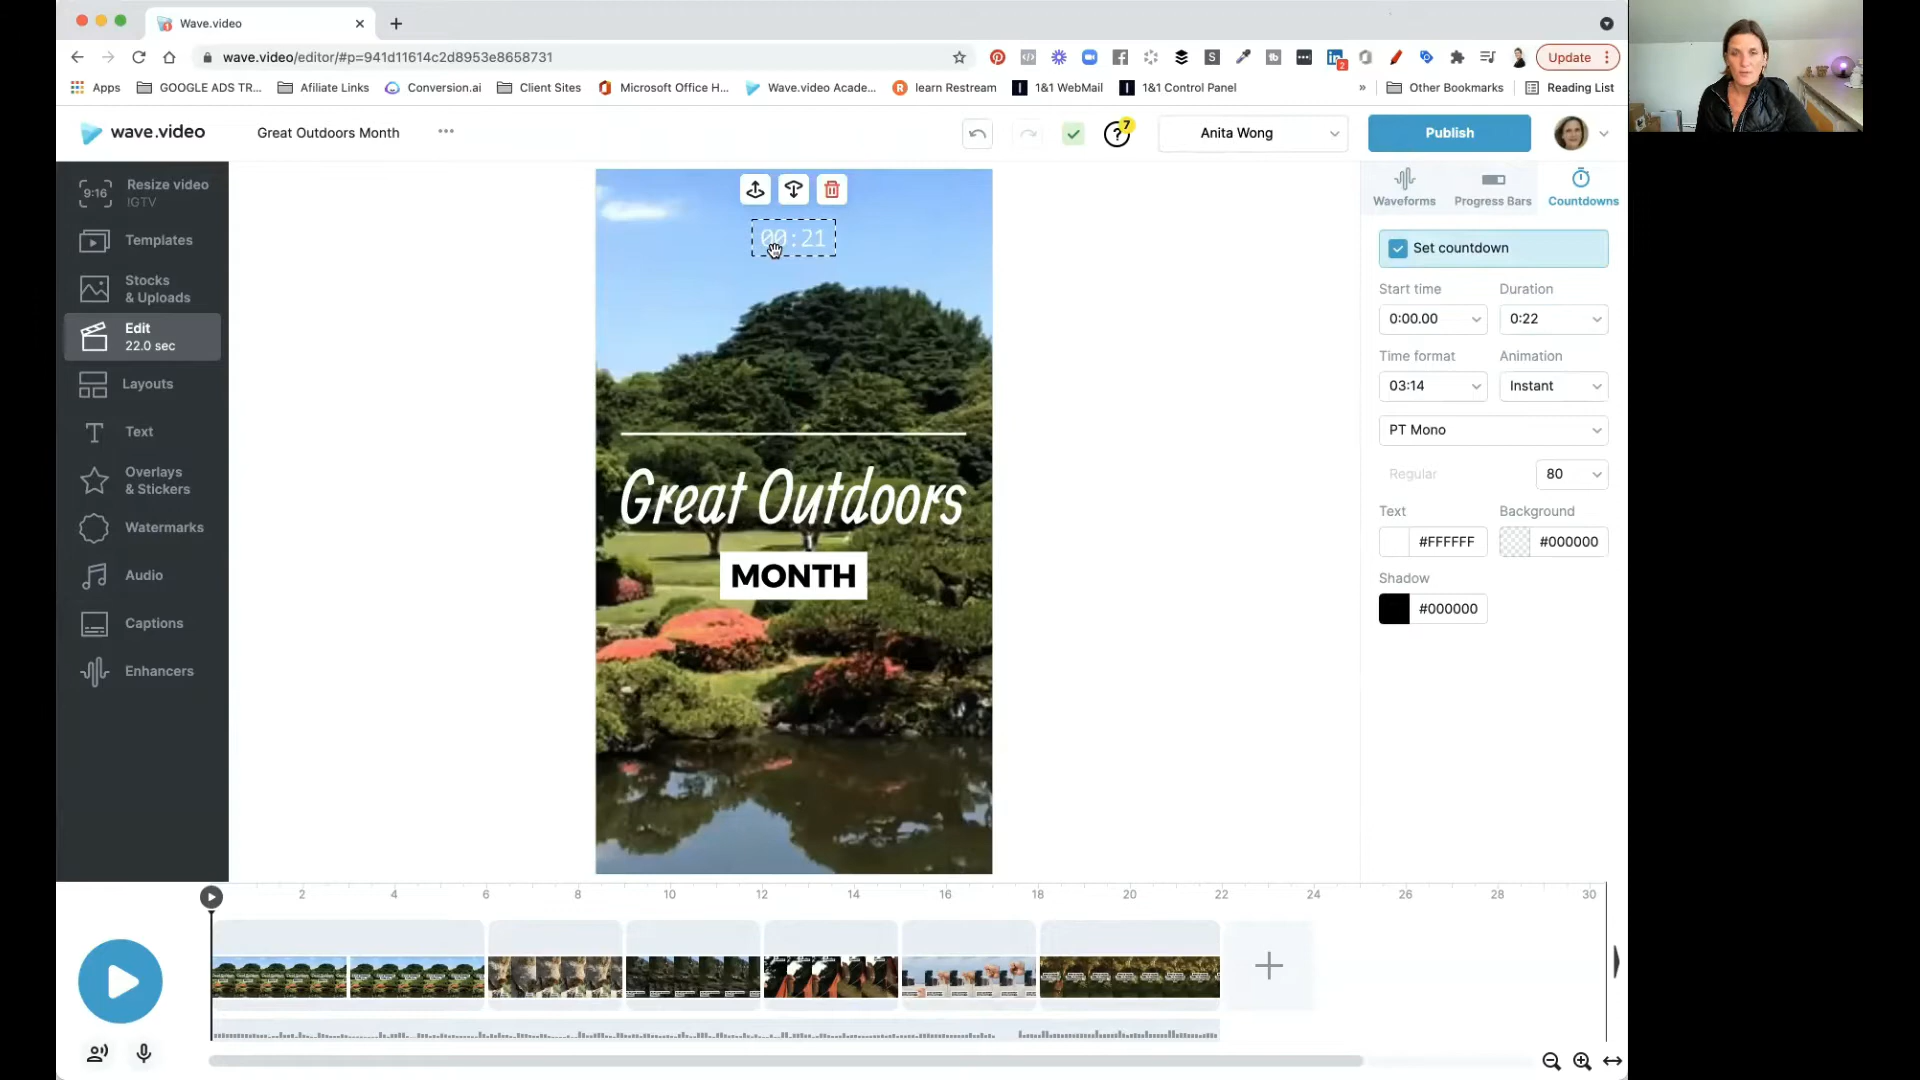 Wave.video
wave.video/editor/#p=941d11614c2d8953e8658731
Update
Apps
GOOGLE ADS TR...
Afiliate Links
Conversion.ai
Client Sites
Microsoft Office H...
Wave.video Acade...
learn Restream
1&1 WebMail
1&1 Control Panel
»
Other Bookmarks
Reading List
wave.video
Great Outdoors Month
7
Anita Wong
Publish
9:16
Resize video
!GTV
Templates
Stocks
& Uploads
Edit
22.0 sec
Layouts
Text
Overlays
& Stickers
Watermarks
Audio
Captions
Enhancers
00:21
Great Outdoors
MONTH
Waveforms
Progress Bars
Countdowns
Set countdown
Start time
Duration
0:00.00
0:22
Time format
Animation
03:14
Instant
PT Mono
Regular
80
Text
Background
#FFFFFF
#000000
Shadow
#000000
2 4 6 8 10 12 14 16 18 20 22 24 26 28 30